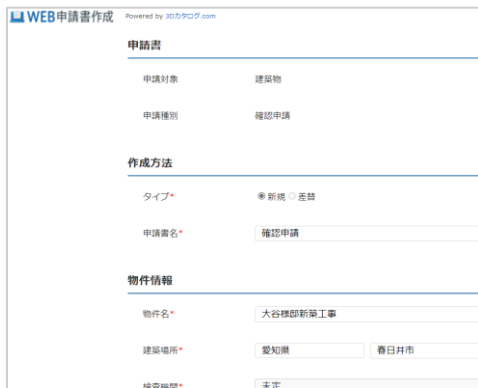 WEB申請書作成 Powered by 3Dカタログ.com
申請書
申請対象 建築物
申請種別 確認申請
作成方法
タイプ* 新規 差替
申請書名* 確認申請
物件情報
物件名* 大谷様邸新築工事
建築場所* 愛知県 春日井市
検査機関* 未定